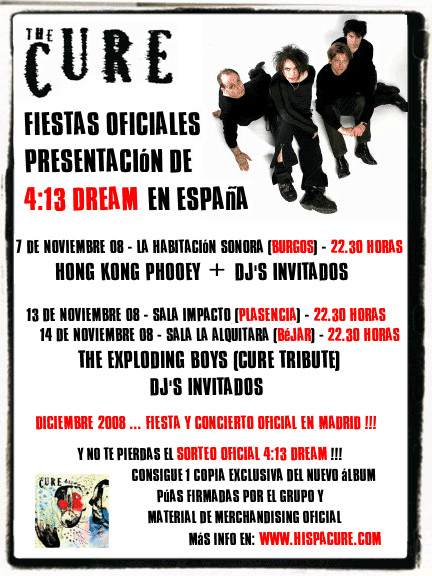 THE CURE
FIESTAS OFICIALES
PRESENTACIóN DE
4:13 DREAM EN ESPAñA
7 DE NOVIEMBRE 08 - LA HABITACIóN SONORA (BURGOS) - 22.30 HORAS
HONG KONG PHOOEY + DJ'S INVITADOS
13 DE NOVIEMBRE 08 - SALA IMPACTO (PLASENCIA) - 22.30 HORAS
14 DE NOVIEMBRE 08 - SALA LA ALQUITARA (BéJAR) - 22.30 HORAS
THE EXPLODING BOYS (CURE TRIBUTE)
DJ'S INVITADOS
DICIEMBRE 2008 ... FIESTA Y CONCIERTO OFICIAL EN MADRID !!!
Y NO TE PIERDAS EL SORTEO OFICIAL 4:13 DREAM !!!
CONSIGUE 1 COPIA EXCLUSIVA DEL NUEVO áLBUM
PúAS FIRMADAS POR EL GRUPO Y
MATERIAL DE MERCHANDISING OFICIAL
MáS INFO EN: WWW.HISPACURE.COM
CURE